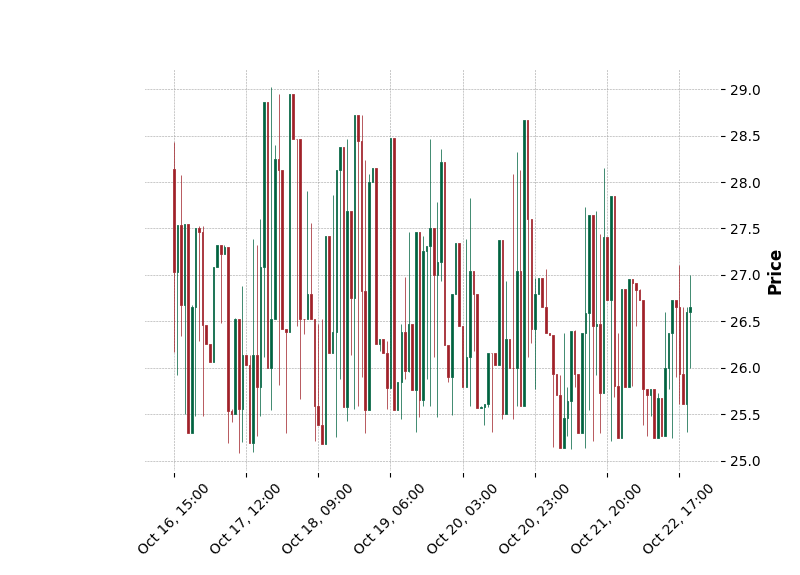 29.0
28.5
28.0
27.5
27.0
26.5
26.0
25.5
25.0
Price
Oct 16, 15:00
Oct 17, 12:00
Oct 18, 09:00
Oct 19, 06:00
Oct 20, 03:00
Oct 20, 23:00
Oct 21, 20:00
Oct 22, 17:00